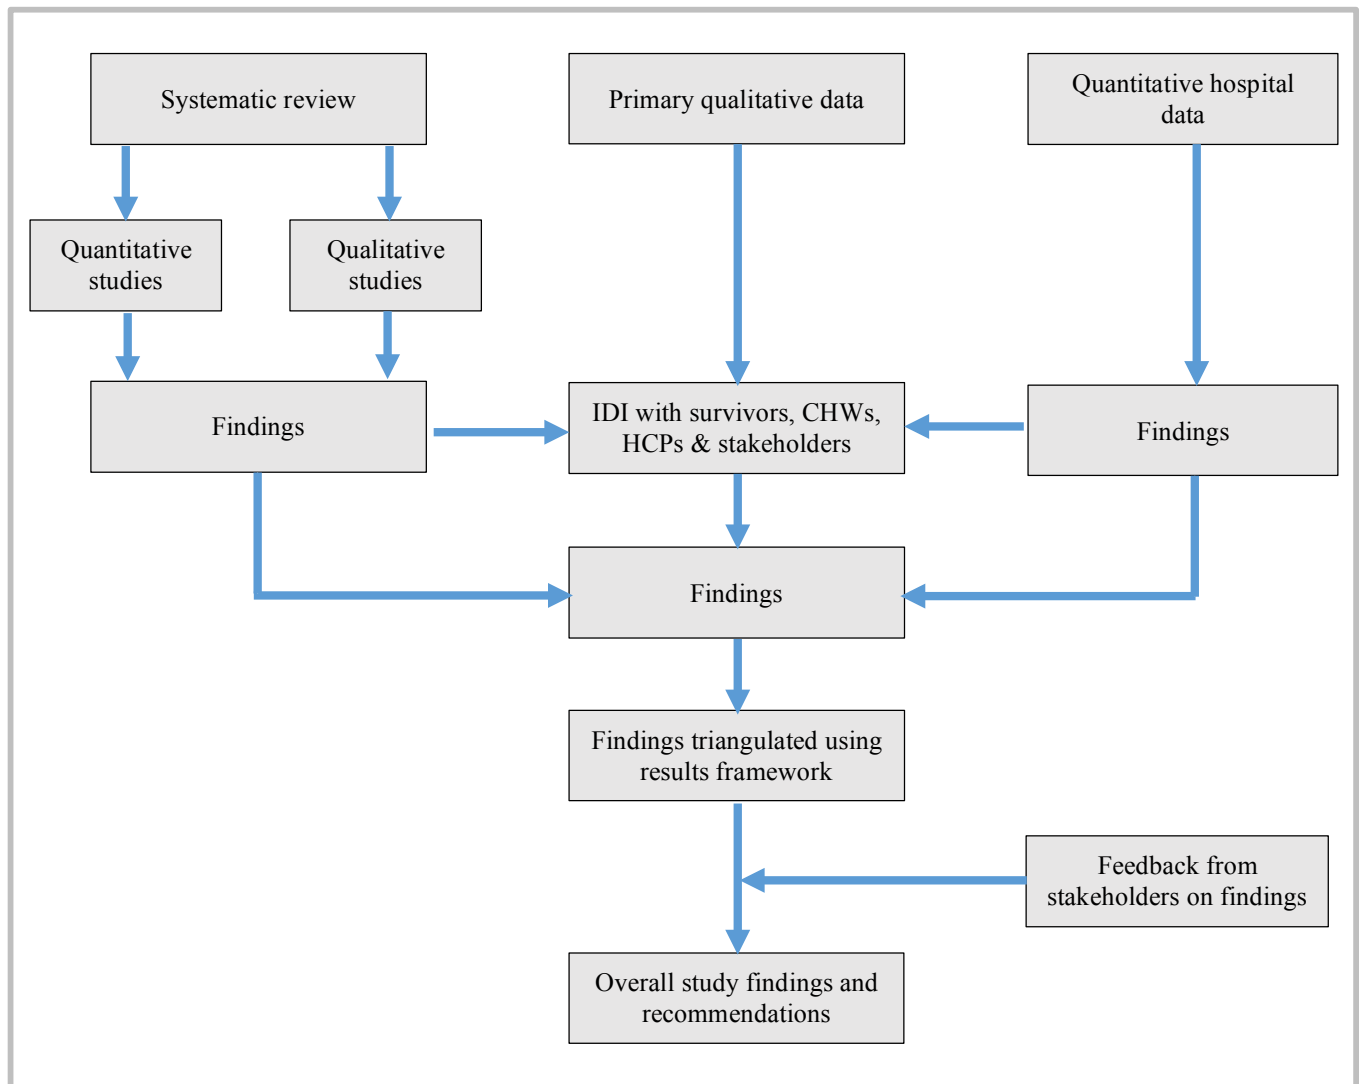 Systematic review
Primary qualitative data
Quantitative hospital
data
Quantitative
studies
Qualitative
studies
Findings
IDI with survivors, CHWs,
HCPs & stakeholders
Findings
Findings
Findings triangulated using
results framework
Feedback from
stakeholders on findings
Overall study findings and
recommendations